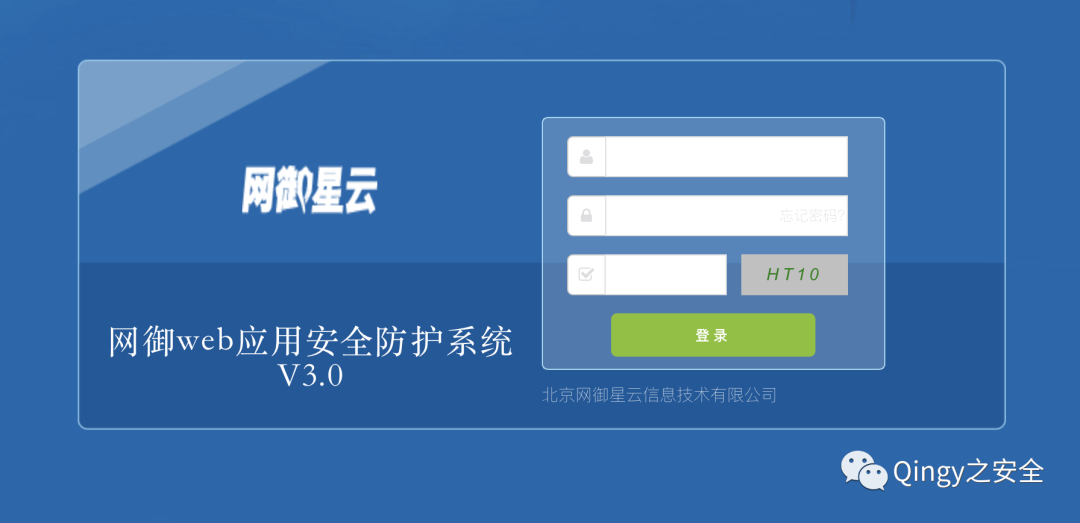 网御星云
网御web应用安全防护系统
V3.0
忘记密码?
HT10
登录
北京网御星云信息技术有限公司
Qingy之安全